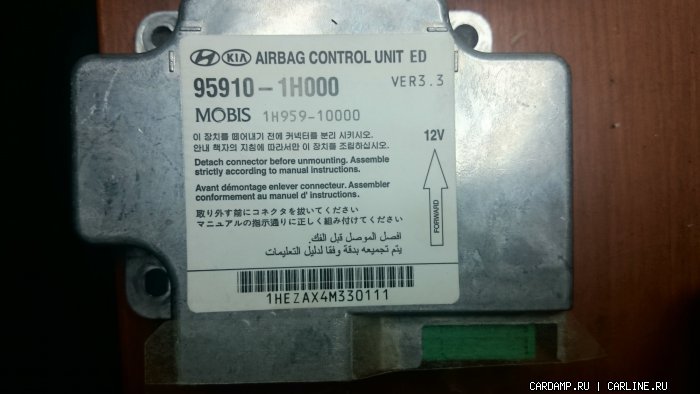 HYUNDAI KIA AIRBAG CONTROL UNIT ED
95910-1H000 VER3.3
MOBIS 1H959-10000
이 장치를 떼어내기 전에 커넥터를 분리 시키시오.
안내 책자의 지침에 따라서만 이 장치를 조립하십시오.
12V
Detach connector before unmounting. Assemble
strictly according to manual instructions.
Avant démontage enlever connecteur. Assembler
conformement au manuel d' instructions.
FORWARD
取り外す前にコネクタを抜いてください
マニュアルの指示通りに正しく組み付けてください
افصل الموصل قبل الفك.
يتم تجميعه بدقة وفقا لدليل التعليمات
1HEZAX4M330111
CARDAMP.RU | CARLINE.RU